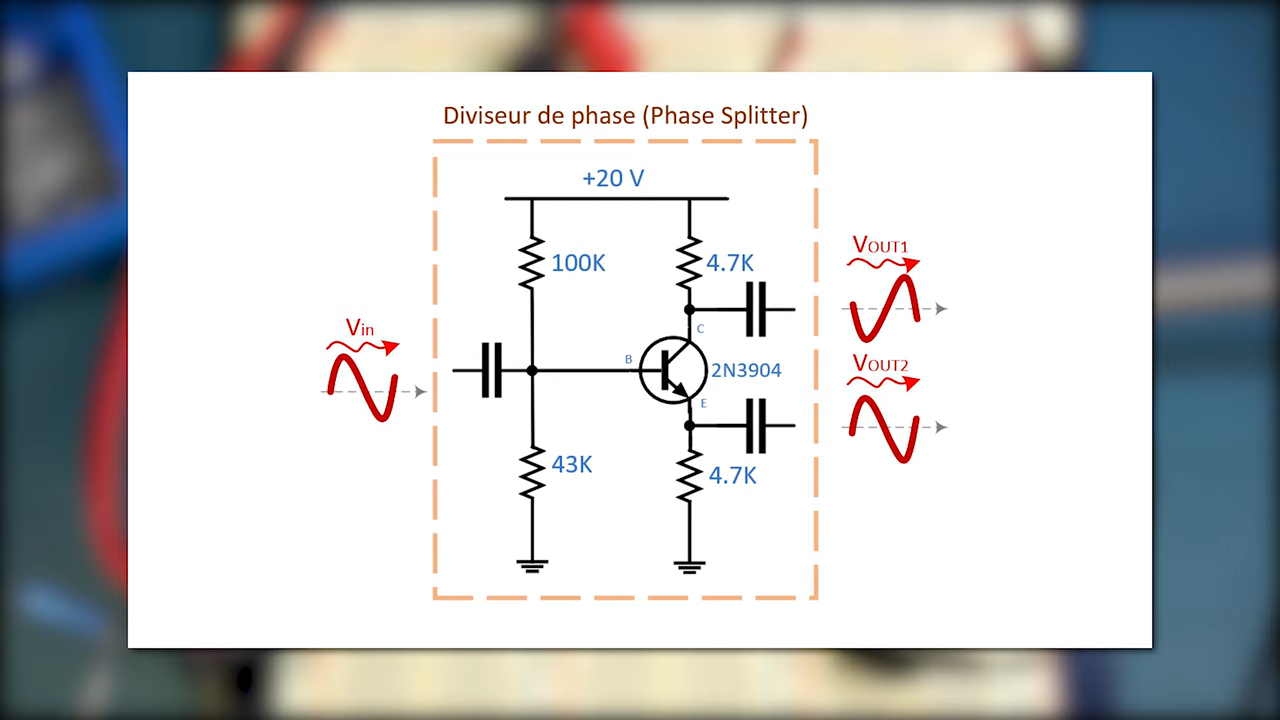 Diviseur de phase (Phase Splitter)
+20 V
100K
4.7K
VOUT1
C
Vin
B
2N3904
VOUT2
E
43K
4.7K